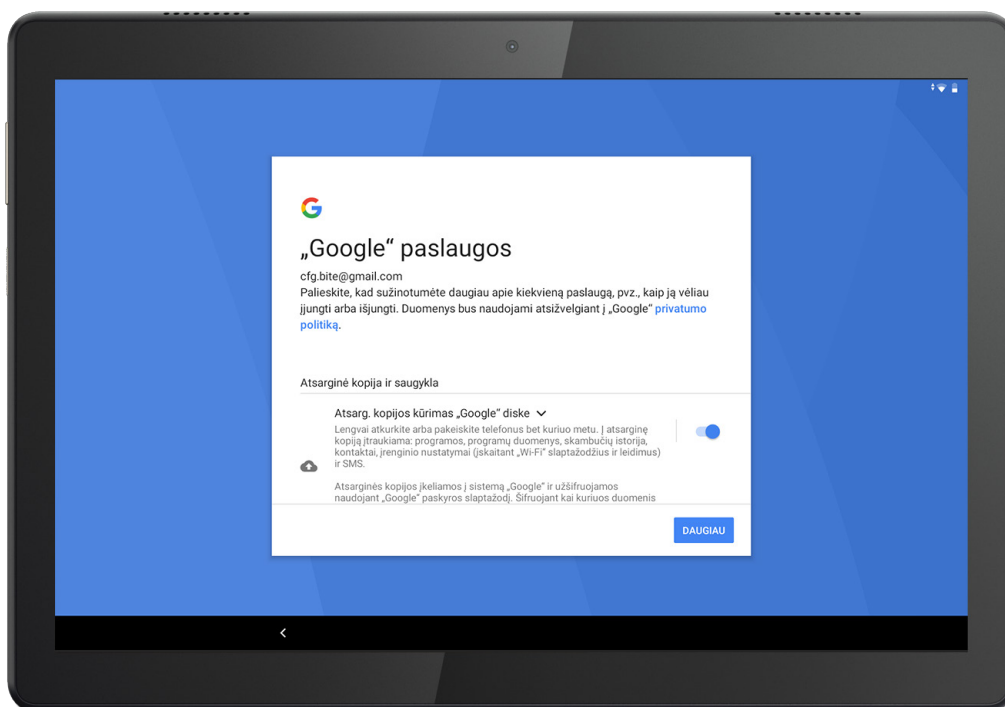 „Google“ paslaugos
cfg.bite@gmail.com
Palieskite, kad sužinotumėte daugiau apie kiekvieną paslaugą, pvz., kaip ją vėliau
įjungti arba išjungti. Duomenys bus naudojami atsižvelgiant į „Google“ privatumo
politiką.
Atsarginė kopija ir saugykla
Atsarg. kopijos kūrimas „Google“ diske
Lengvai atkurkite arba pakeiskite telefonus bet kuriuo metu. Į atsarginę
kopiją įtraukiama: programos, programų duomenys, skambučių istorija,
kontaktai, įrenginio nustatymai (įskaitant „Wi-Fi“ slaptažodžius ir leidimus)
ir SMS.
Atsarginės kopijos įkeliamos į sistemą „Google“ ir užšifruojamos
naudojant „Google“ paskyros slaptažodį. Šifruojant kai kuriuos duomenis
DAUGIAU